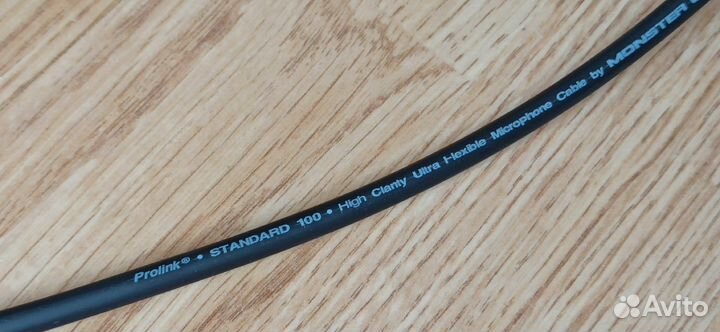 Prolink® • STANDARD 100 • High Clarity Ultra Flexible Microphone Cable by MONSTER
Avito